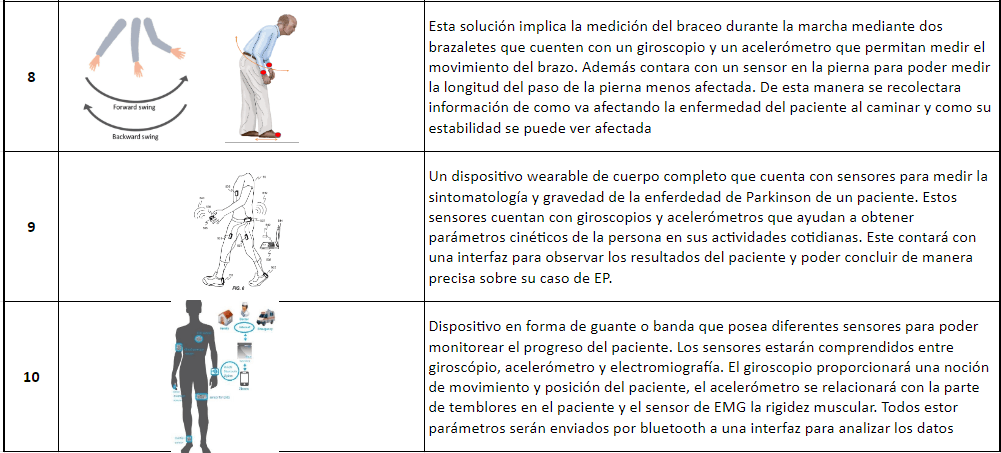 8
Forward swing
Backward swing
Esta solución implica la medición del braceo durante la marcha mediante dos
brazaletes que cuenten con un giroscopio y un acelerómetro que permitan medir el
movimiento del brazo. Además contara con un sensor en la pierna para poder medir
la longitud del paso de la pierna menos afectada. De esta manera se recolectara
información de como va afectando la enfermedad del paciente al caminar y como su
estabilidad se puede ver afectada
9
FIG. 6
Un dispositivo wearable de cuerpo completo que cuenta con sensores para medir la
sintomatología y gravedad de la enferdedad de Parkinson de un paciente. Estos
sensores cuentan con giroscopios y acelerómetros que ayudan a obtener
parámetros cinéticos de la persona en sus actividades cotidianas. Este contará con
una interfaz para observar los resultados del paciente y poder concluir de manera
precisa sobre su caso de EP.
10
Dispositivo en forma de guante o banda que posea diferentes sensores para poder
monitorear el progreso del paciente. Los sensores estarán comprendidos entre
giroscópio, acelerómetro y electromiografía. El giroscopio proporcionará una noción
de movimiento y posición del paciente, el acelerómetro se relacionará con la parte
de temblores en el paciente y el sensor de EMG la rigidez muscular. Todos estor
parámetros serán enviados por bluetooth a una interfaz para analizar los datos